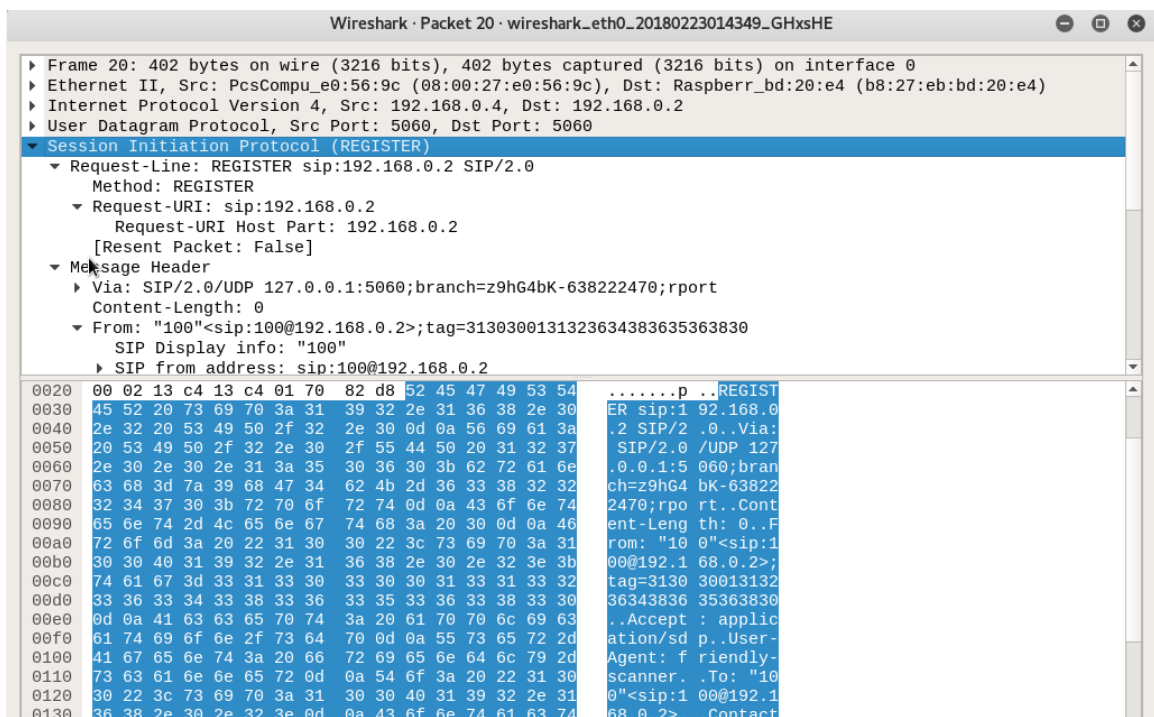 Wireshark · Packet 20 · wireshark_eth0_20180223014349_GHxsHE
Frame 20: 402 bytes on wire (3216 bits), 402 bytes captured (3216 bits) on interface 0
Ethernet II, Src: PcsCompu_e0:56:9c (08:00:27:e0:56:9c), Dst: Raspberr_bd:20:e4 (b8:27:eb:bd:20:e4)
Internet Protocol Version 4, Src: 192.168.0.4, Dst: 192.168.0.2
User Datagram Protocol, Src Port: 5060, Dst Port: 5060
Session Initiation Protocol (REGISTER)
Request-Line: REGISTER sip:192.168.0.2 SIP/2.0
Method: REGISTER
Request-URI: sip:192.168.0.2
Request-URI Host Part: 192.168.0.2
[Resent Packet: False]
Message Header
Via: SIP/2.0/UDP 127.0.0.1:5060;branch=z9hG4bK-638222470;rport
Content-Length: 0
From: "100"<sip:100@192.168.0.2>;tag=3130300131323634383635363830
SIP Display info: "100"
SIP from address: sip:100@192.168.0.2
0020 00 02 13 c4 13 c4 01 70 82 d8 52 45 47 49 53 54 .......p ..REGIST
0030 45 52 20 73 69 70 3a 31 39 32 2e 31 36 38 2e 30 ER sip:1 92.168.0
0040 2e 32 20 53 49 50 2f 32 2e 30 0d 0a 56 69 61 3a .2 SIP/2 .0..Via:
0050 20 53 49 50 2f 32 2e 30 2f 55 44 50 20 31 32 37 SIP/2.0 /UDP 127
0060 2e 30 2e 30 2e 31 3a 35 30 36 30 3b 62 72 61 6e .0.0.1:5 060;bran
0070 63 68 3d 7a 39 68 47 34 62 4b 2d 36 33 38 32 32 ch=z9hG4 bK-63822
0080 32 34 37 30 3b 72 70 6f 72 74 0d 0a 43 6f 6e 74 2470;rpo rt..Cont
0090 65 6e 74 2d 4c 65 6e 67 74 68 3a 20 30 0d 0a 46 ent-Leng th: 0..F
00a0 72 6f 6d 3a 20 22 31 30 30 22 3c 73 69 70 3a 31 rom: "10 0"<sip:1
00b0 30 30 40 31 39 32 2e 31 36 38 2e 30 2e 32 3e 3b 00@192.1 68.0.2>;
00c0 74 61 67 3d 33 31 33 30 33 30 30 31 33 31 33 32 tag=3130 30013132
00d0 33 36 33 34 33 38 33 36 33 35 33 36 33 38 33 30 36343836 35363830
00e0 0d 0a 41 63 63 65 70 74 3a 20 61 70 70 6c 69 63 ..Accept : applic
00f0 61 74 69 6f 6e 2f 73 64 70 0d 0a 55 73 65 72 2d ation/sd p..User-
0100 41 67 65 6e 74 3a 20 66 72 69 65 6e 64 6c 79 2d Agent: f riendly-
0110 73 63 61 6e 6e 65 72 0d 0a 54 6f 3a 20 22 31 30 scanner. .To: "10
0120 30 22 3c 73 69 70 3a 31 30 30 40 31 39 32 2e 31 0"<sip:1 00@192.1
0130 36 38 2e 30 2e 32 3e 0d 0a 43 6f 6e 74 61 63 74 68.0.2>. .Contact